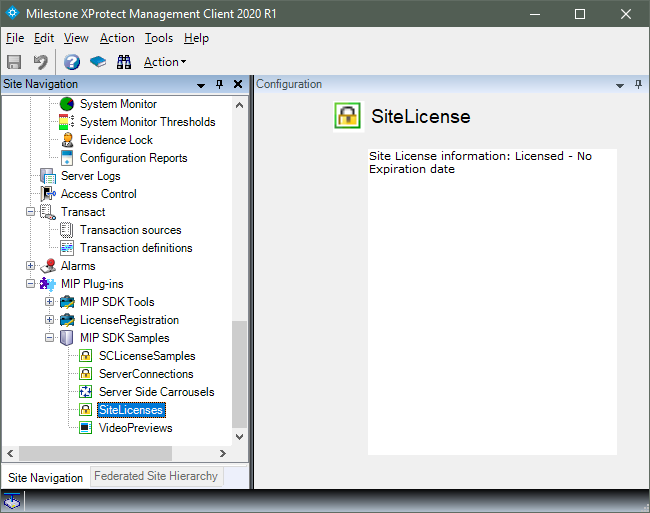 Milestone XProtect Management Client 2020 R1
File Edit View Action Tools Help
Action
Site Navigation
System Monitor
System Monitor Thresholds
Evidence Lock
Configuration Reports
Server Logs
Access Control
Transact
Transaction sources
Transaction definitions
Alarms
MIP Plug-ins
MIP SDK Tools
LicenseRegistration
MIP SDK Samples
SCLicenseSamples
ServerConnections
Server Side Carrousels
SiteLicenses
VideoPreviews
Site Navigation Federated Site Hierarchy
Configuration
SiteLicense
Site License information: Licensed - No
Expiration date